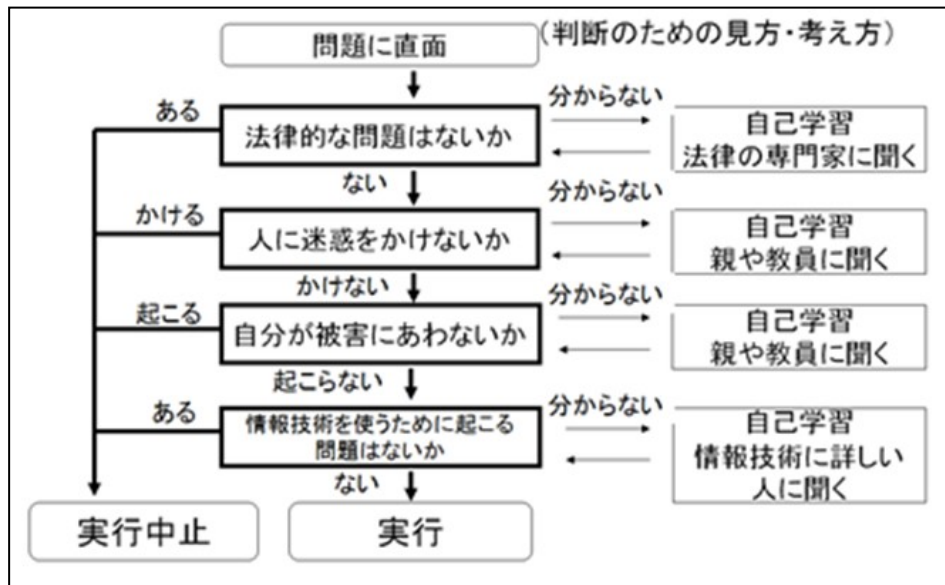 問題に直面
(判断のための見方・考え方)
ある
分からない
法律的な問題はないか
自己学習
法律の専門家に聞く
ない
分からない
かける
人に迷惑をかけないか
自己学習
親や教員に聞く
かけない
分からない
起こる
自分が被害にあわないか
自己学習
親や教員に聞く
起こらない
分からない
ある
情報技術を使うために起こる
問題はないか
自己学習
情報技術に詳しい
人に聞く
ない
実行中止
実行